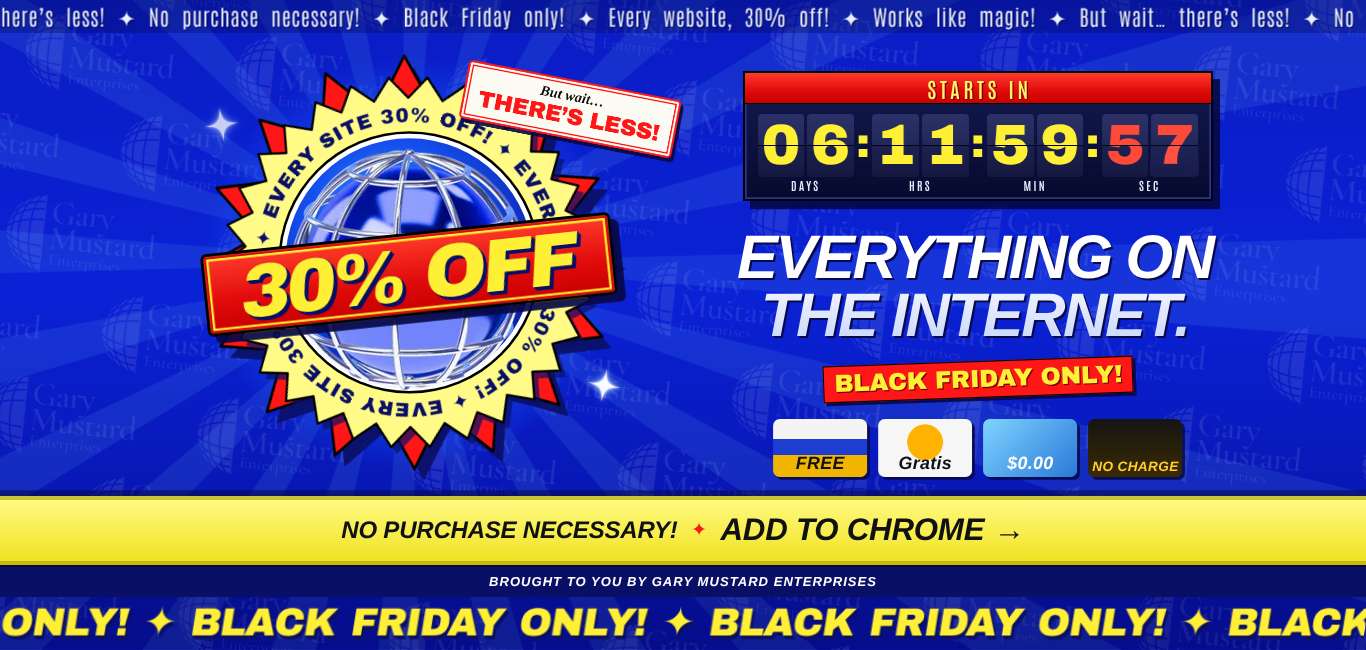 here’s less! ✦ No purchase necessary! ✦ Black Friday only! ✦ Every website, 30% off! ✦ Works like magic! ✦ But wait… there’s less! ✦ No
EVERY SITE 30% OFF! ✦ EVER
30% OFF! ✦ EVERY SITE 30
But wait…
THERE’S LESS!
30% OFF
STARTS IN
06:11:59:57
DAYS HRS MIN SEC
EVERYTHING ON
THE INTERNET.
BLACK FRIDAY ONLY!
FREE Gratis $0.00 NO CHARGE
NO PURCHASE NECESSARY! ✦ ADD TO CHROME →
BROUGHT TO YOU BY GARY MUSTARD ENTERPRISES
ONLY! ✦ BLACK FRIDAY ONLY! ✦ BLACK FRIDAY ONLY! ✦ BLACK
Gary
Mustard
Enterprises